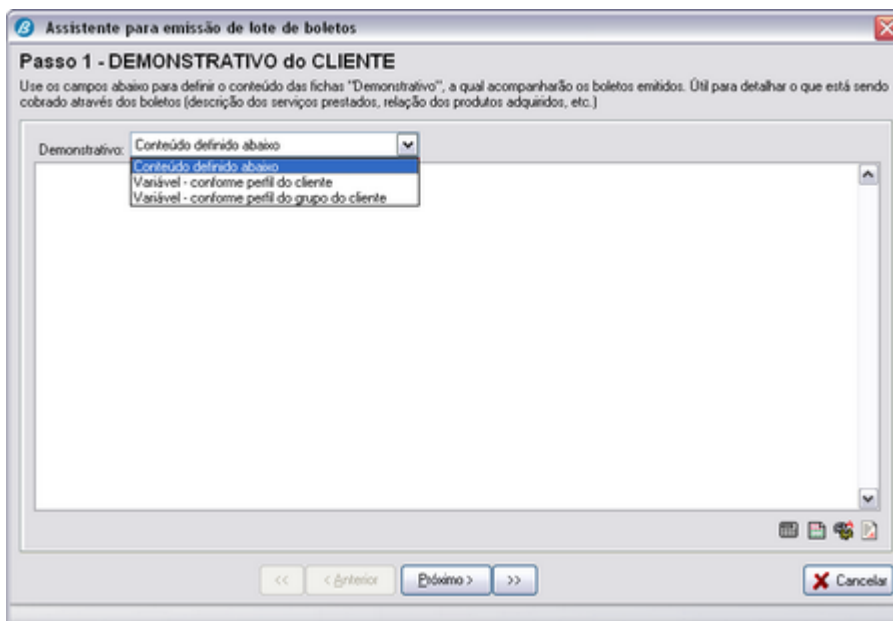 Assistente para emissão de lote de boletos
Passo 1 - DEMONSTRATIVO do CLIENTE
Use os campos abaixo para definir o conteúdo das fichas "Demonstrativo", a qual acompanharão os boletos emitidos. Útil para detalhar o que está sendo
cobrado através dos boletos (descrição dos serviços prestados, relação dos produtos adquiridos, etc.)
Demonstrativo: Conteúdo definido abaixo
Conteúdo definido abaixo
Variável - conforme perfil do cliente
Variável - conforme perfil do grupo do cliente
<< < Anterior Próximo > >> Cancelar